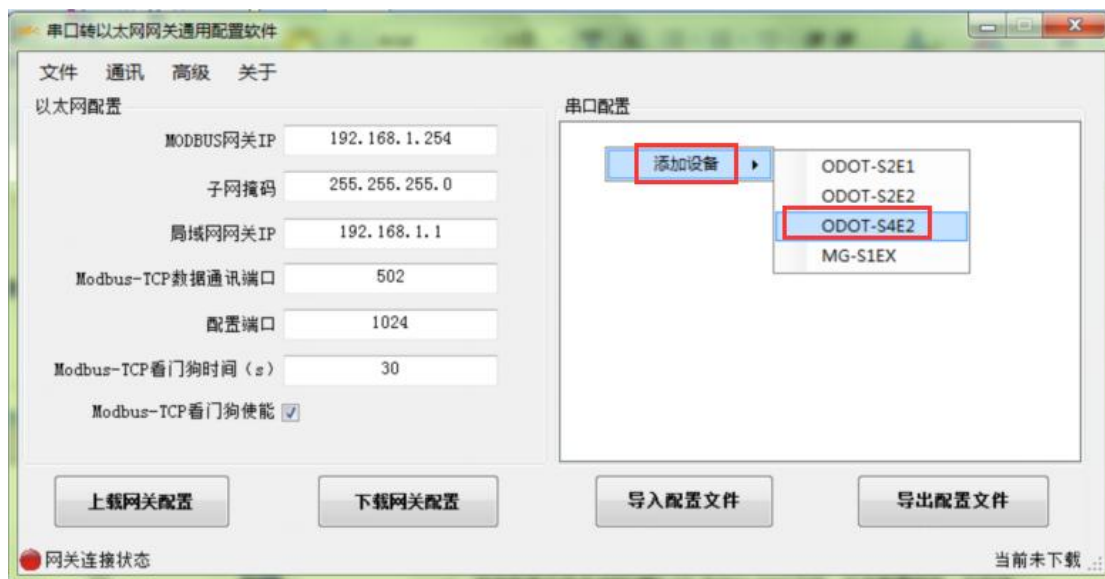 串口转以太网网关通用配置软件
文件 通讯 高级 关于
以太网配置
MODBUS网关IP 192.168.1.254
子网掩码 255.255.255.0
局域网网关IP 192.168.1.1
Modbus-TCP数据通讯端口 502
配置端口 1024
Modbus-TCP看门狗时间（s） 30
Modbus-TCP看门狗使能
串口配置
添加设备
ODOT-S2E1
ODOT-S2E2
ODOT-S4E2
MG-S1EX
上载网关配置 下载网关配置 导入配置文件 导出配置文件
网关连接状态 当前未下载